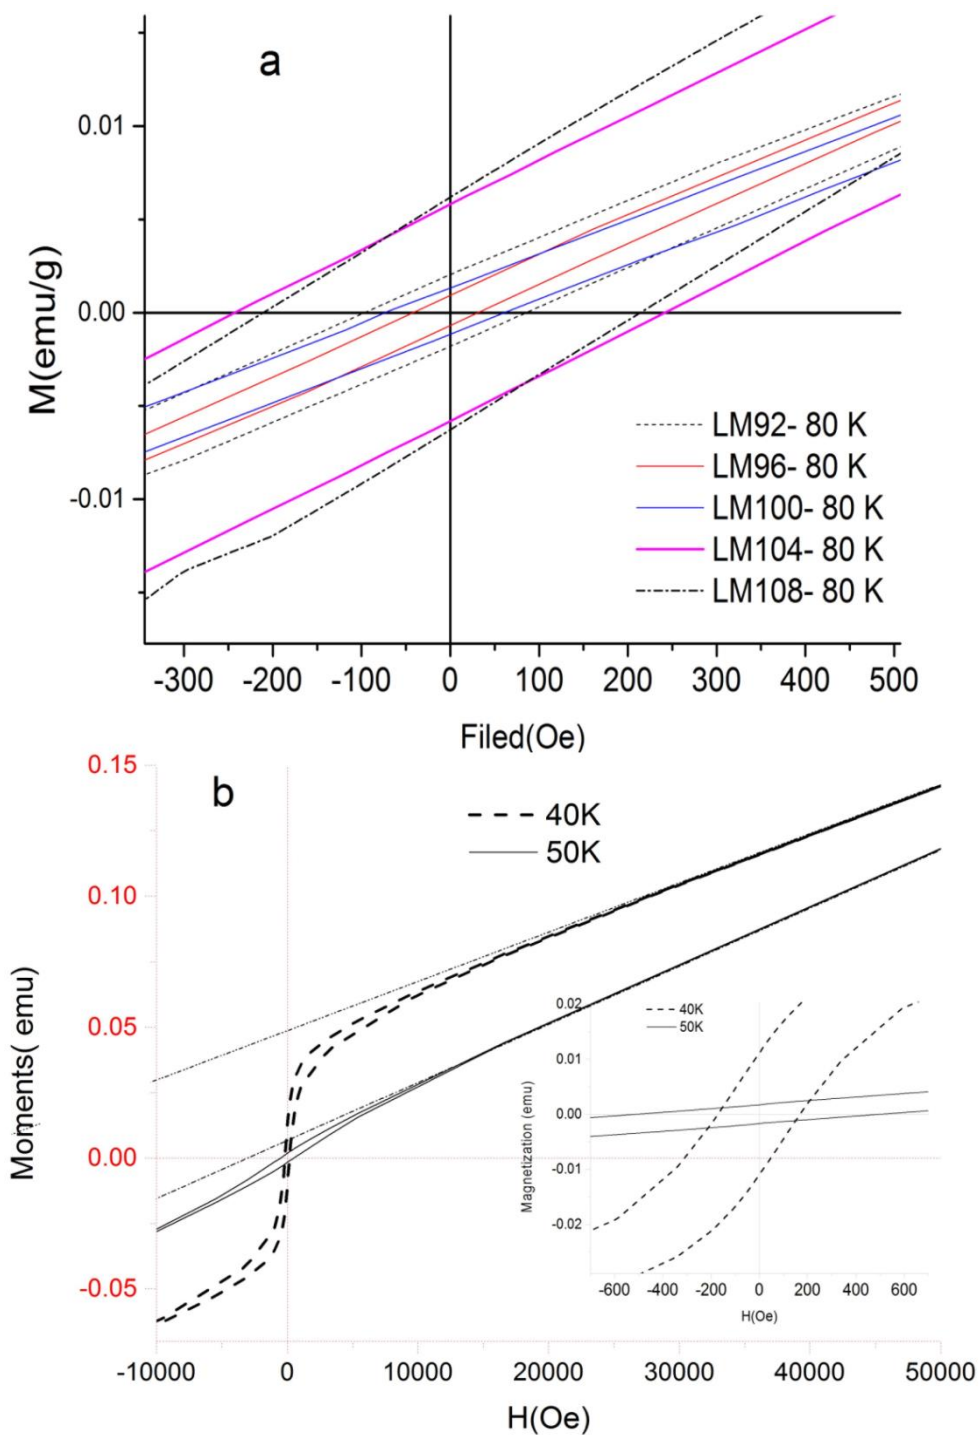 a
0.01
0.00
-0.01
M(emu/g)
LM92- 80 K
LM96- 80 K
LM100- 80 K
LM104- 80 K
LM108- 80 K
-300 -200 -100 0 100 200 300 400 500
Filed(Oe)
b
0.15
0.10
0.05
0.00
-0.05
Moments( emu)
40K
50K
40K
50K
0.02
0.01
0.00
-0.01
-0.02
Magnetization (emu)
-600 -400 -200 0 200 400 600
H(Oe)
-10000 0 10000 20000 30000 40000 50000
H(Oe)